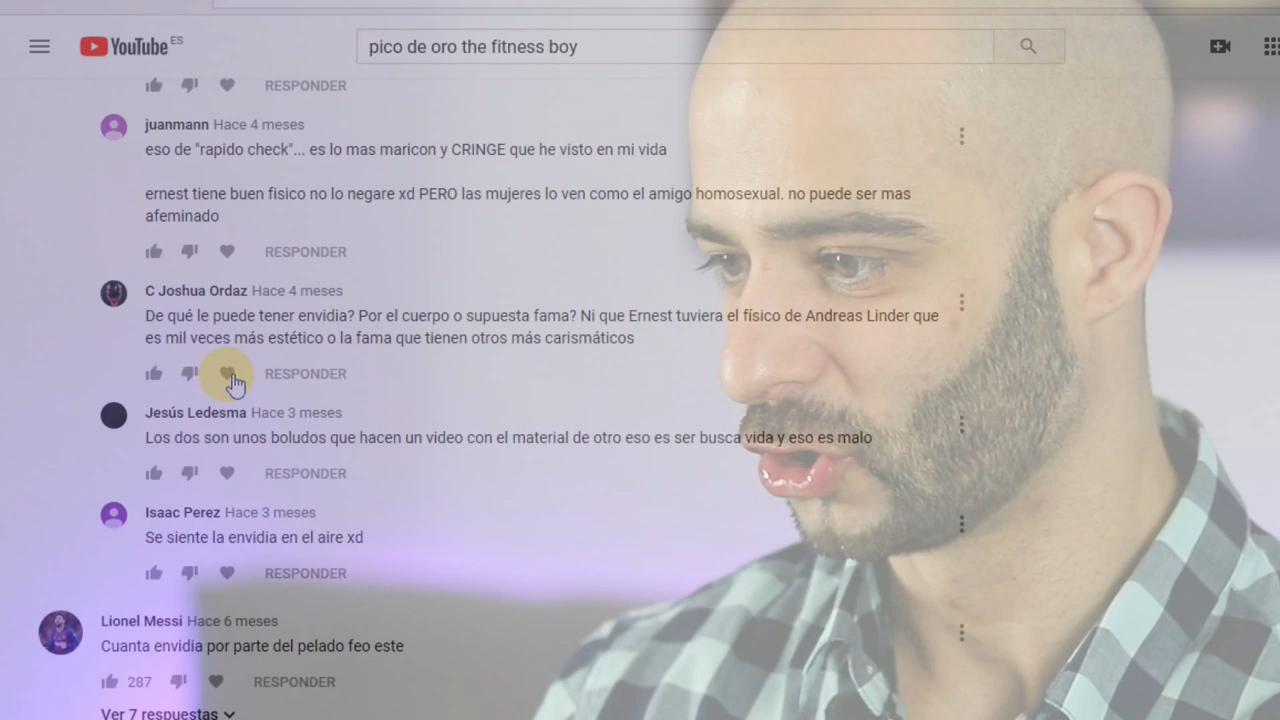 YouTube ES
pico de oro the fitness boy
RESPONDER
juanmann Hace 4 meses
eso de "rapido check"... es lo mas maricon y CRINGE que he visto en mi vida
ernest tiene buen fisico no lo negare xd PERO las mujeres lo ven como el amigo homosexual. no puede ser mas
afeminado
RESPONDER
C Joshua Ordaz Hace 4 meses
De qué le puede tener envidia? Por el cuerpo o supuesta fama? Ni que Ernest tuviera el físico de Andreas Linder que
es mil veces más estético o la fama que tienen otros más carismáticos
RESPONDER
Jesús Ledesma Hace 3 meses
Los dos son unos boludos que hacen un video con el material de otro eso es ser busca vida y eso es malo
RESPONDER
Isaac Perez Hace 3 meses
Se siente la envidia en el aire xd
RESPONDER
Lionel Messi Hace 6 meses
Cuanta envidia por parte del pelado feo este
287 RESPONDER
Ver 7 respuestas